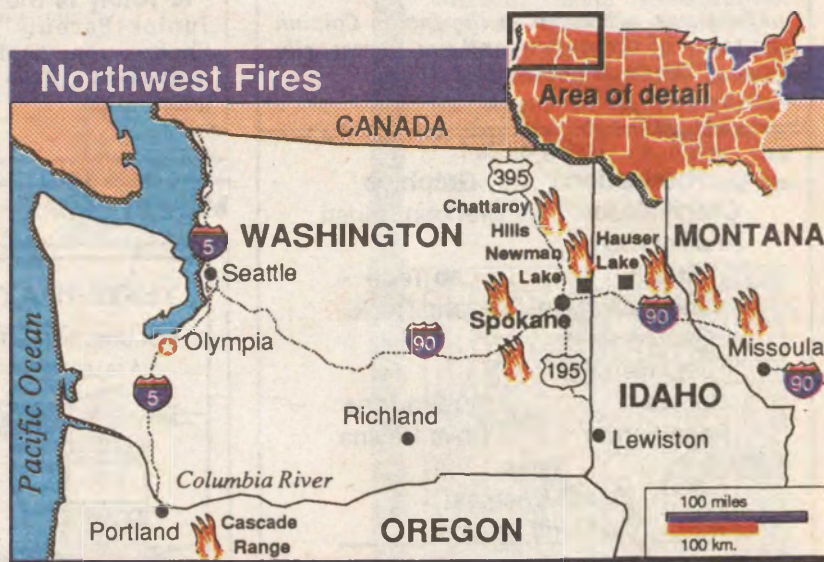 Northwest Fires
Area of detail
CANADA
395
Chattaroy
Hills
Newman
Lake
Hauser
Lake
MONTANA
5
WASHINGTON
Seattle
Spokane
90
90
Olympia
Missoula
90
195
5
IDAHO
Richland
Lewiston
Pacific Ocean
Columbia River
Portland
Cascade
Range
OREGON
100 miles
100 km.